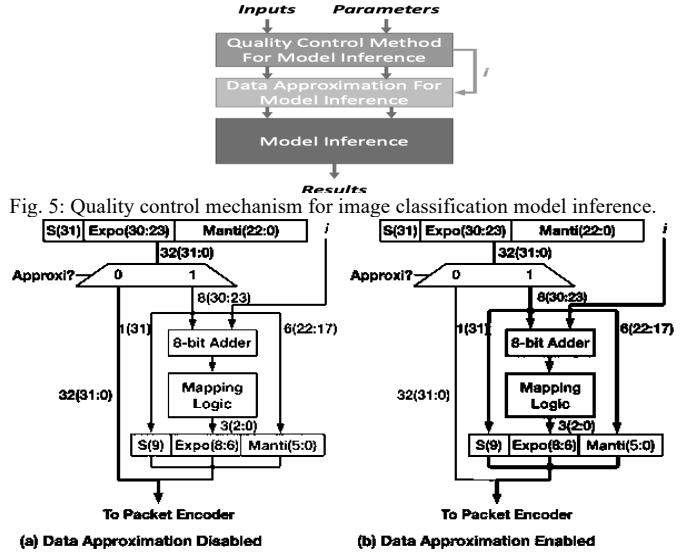 Inputs Parameters
Quality Control Method
For Model Inference
i
Data Approximation For
Model Inference
Model Inference
Results
Fig. 5: Quality control mechanism for image classification model inference.
S(31) Expo(30:23) Manti(22:0) i
32(31:0)
Approxi? 0 1
8(30:23)
1(31) 6(22:17)
8-bit Adder
Mapping
Logic
32(31:0)
3(2:0)
S(9) Expo(8:6) Manti(5:0)
To Packet Encoder
(a) Data Approximation Disabled
S(31) Expo(30:23) Manti(22:0) i
32(31:0)
Approxi? 0 1
8(30:23)
1(31) 6(22:17)
8-bit Adder
Mapping
Logic
32(31:0)
3(2:0)
S(9) Expo(8:6) Manti(5:0)
To Packet Encoder
(b) Data Approximation Enabled